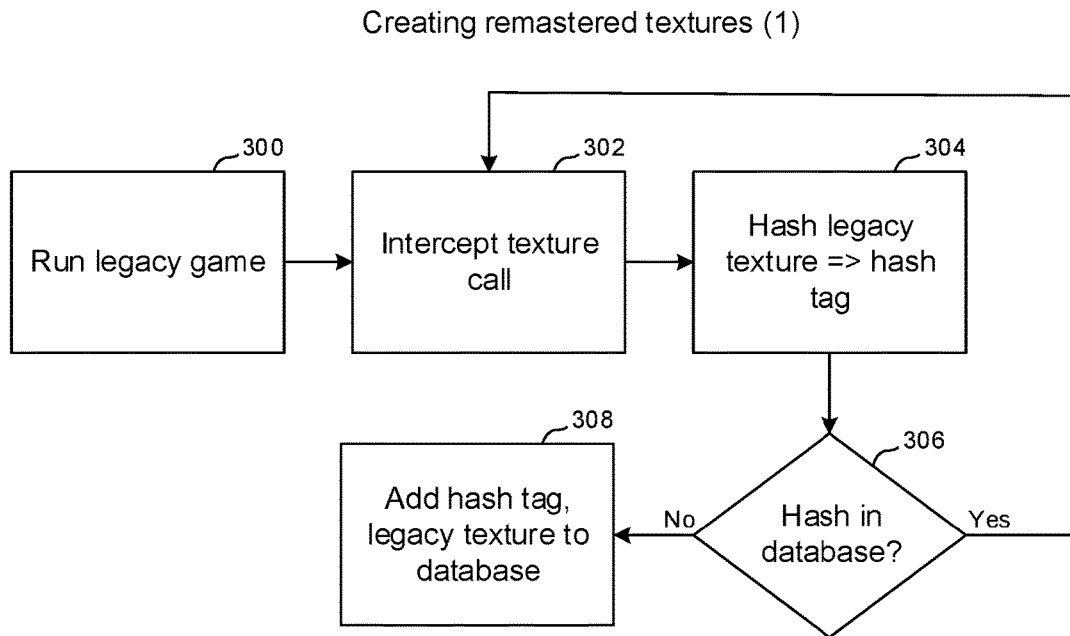 Creating remastered textures (1)
300
Run legacy game
302
Intercept texture
call
304
Hash legacy
texture => hash
tag
306
Hash in
database?
Yes
No
308
Add hash tag,
legacy texture to
database